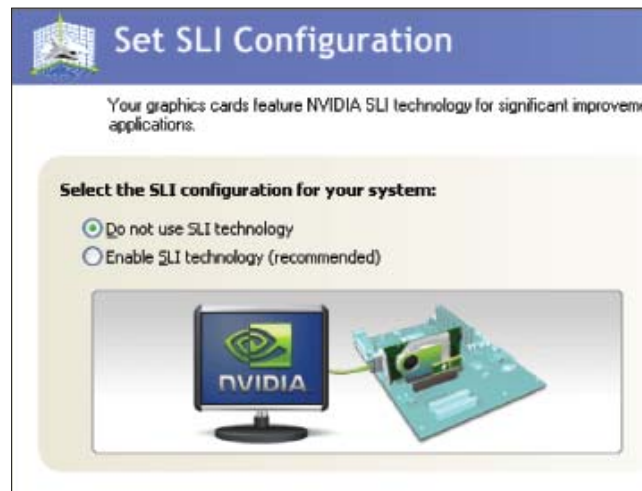 Set SLI Configuration
Your graphics cards feature NVIDIA SLI technology for significant
applications.
Select the SLI configuration for your system:
Do not use SLI technology
Enable SLI technology (recommended)
NVIDIA